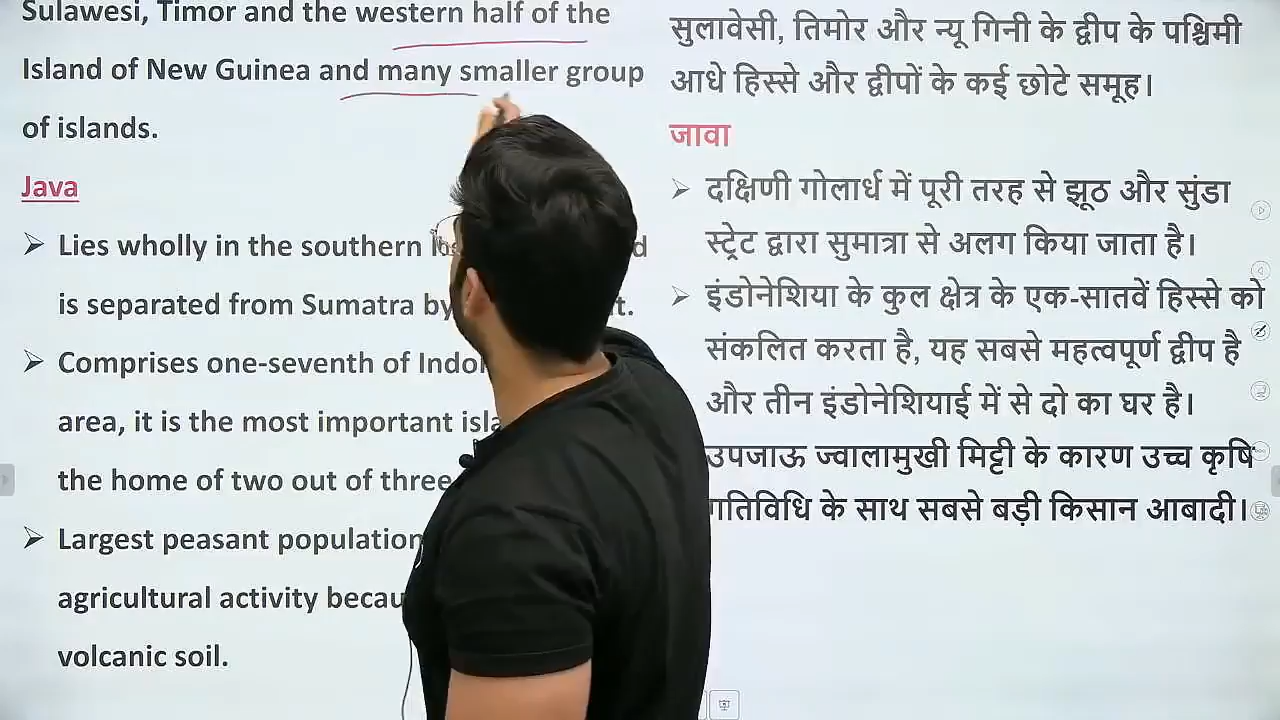 Sulawesi, Timor and the western half of the
Island of New Guinea and many smaller group
of islands.
Java
➢ Lies wholly in the southern
is separated from Sumatra by
➢ Comprises one-seventh of
area, it is the most important
the home of two out of three
➢ Largest peasant population
agricultural activity
volcanic soil.
सुलावेसी, तिमोर और न्यू गिनी के द्वीप के पश्चिमी
आधे हिस्से और द्वीपों के कई छोटे समूह।
जावा
➢ दक्षिणी गोलार्ध में पूरी तरह से झूठ और सुंडा
स्ट्रेट द्वारा सुमात्रा से अलग किया जाता है।
➢ इंडोनेशिया के कुल क्षेत्र के एक-सातवें हिस्से को
संकलित करता है, यह सबसे महत्वपूर्ण द्वीप है
और तीन इंडोनेशियाई में से दो का घर है।
उपजाऊ ज्वालामुखी मिट्टी के कारण उच्च कृषि
गतिविधि के साथ सबसे बड़ी किसान आबादी।